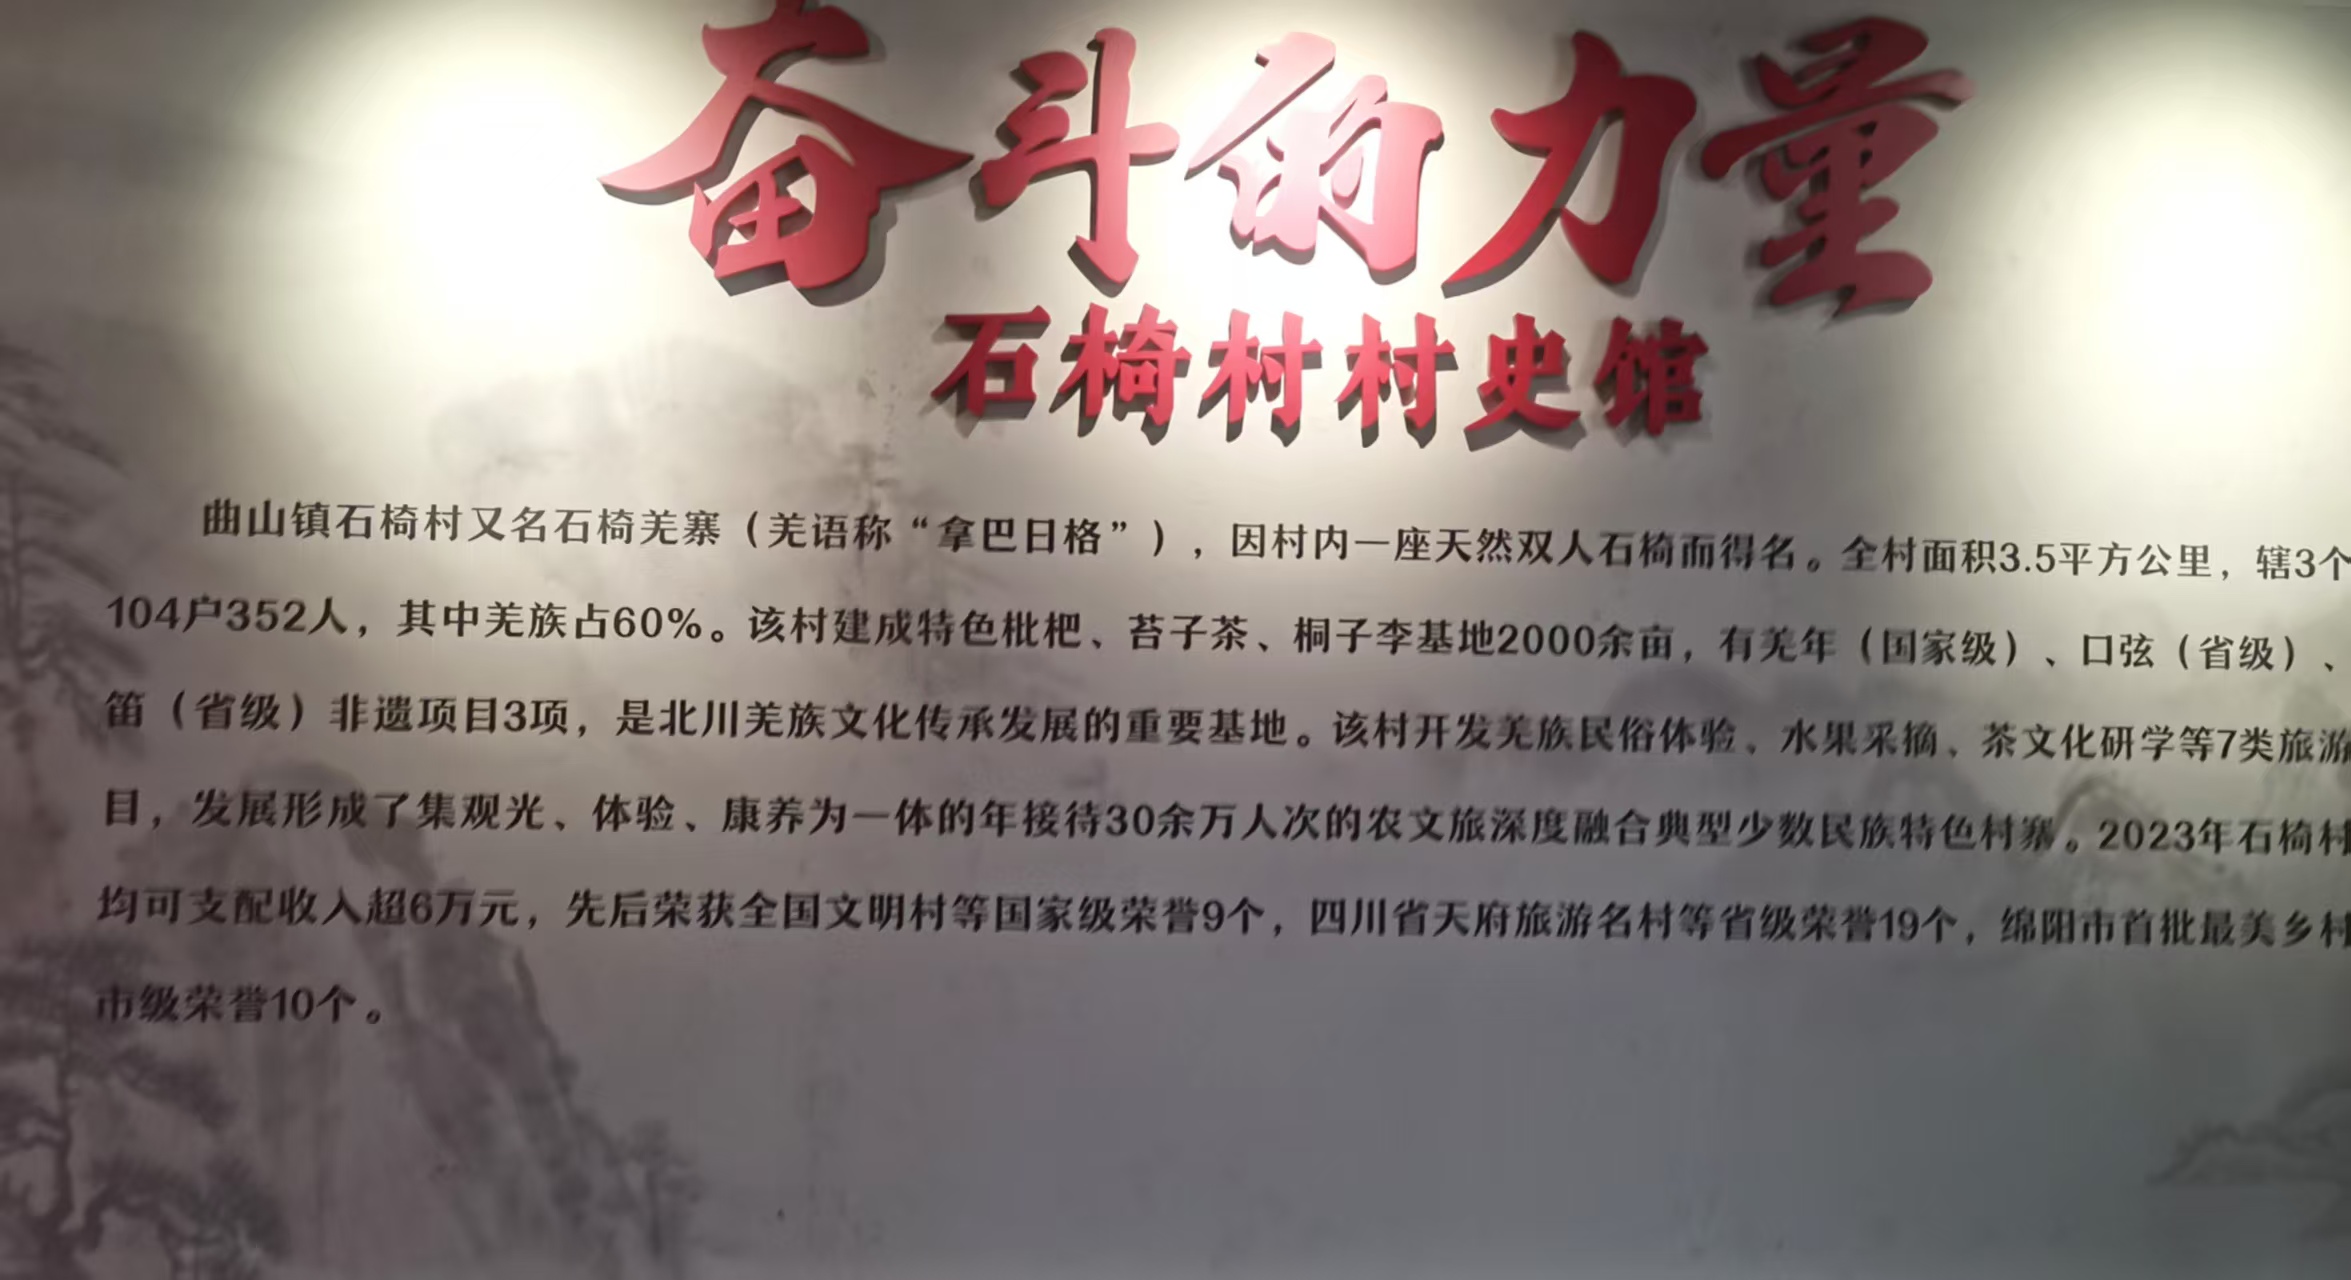 奋斗的力量
石椅村村史馆
曲山镇石椅村又名石椅羌寨（羌语称“拿巴日格”），因村内一座天然双人石椅而得名。全村面积3.5平方公里，辖3个
104户352人，其中羌族占60%。该村建成特色枇杷、苔子茶、桐子李基地2000余亩，有羌年（国家级）、口弦（省级）、
笛（省级）非遗项目3项，是北川羌族文化传承发展的重要基地。该村开发羌族民俗体验、水果采摘、茶文化研学等7类旅游
目，发展形成了集观光、体验、康养为一体的年接待30余万人次的农文旅深度融合典型少数民族特色村寨。2023年石椅村
均可支配收入超6万元，先后荣获全国文明村等国家级荣誉9个，四川省天府旅游名村等省级荣誉19个，绵阳市首批最美乡村
市级荣誉10个。